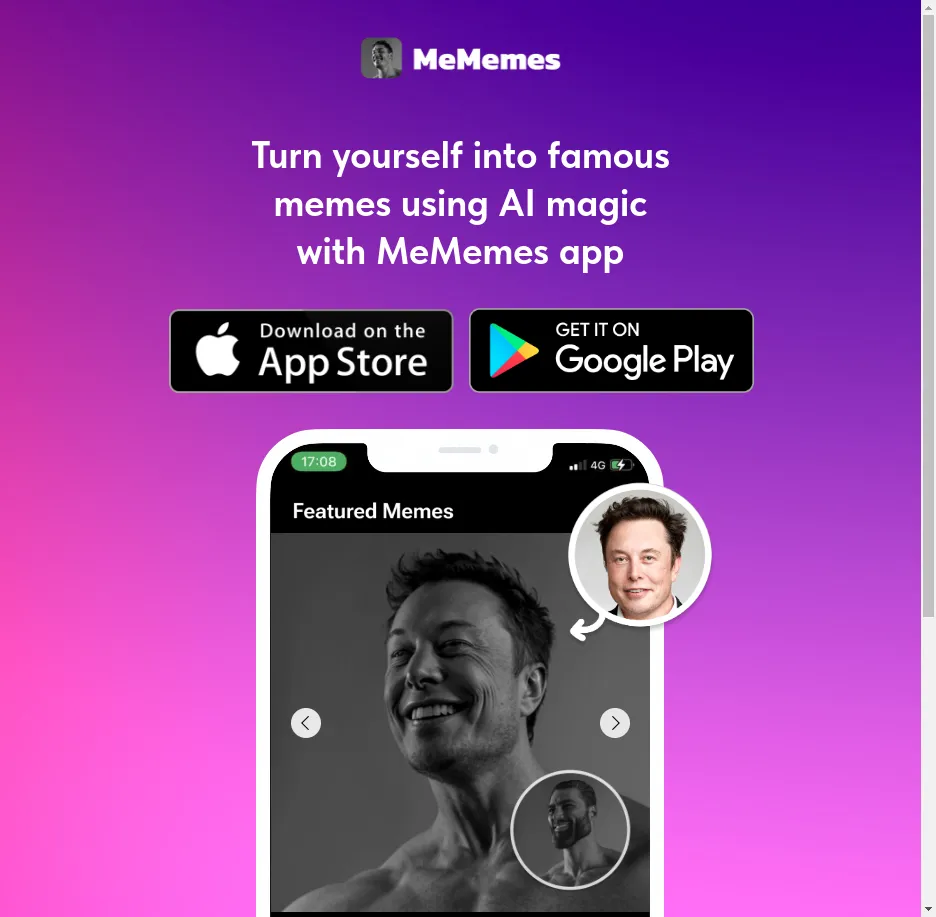 MeMemes
Turn yourself into famous
memes using AI magic
with MeMemes app
Download on the
App Store
GET IT ON
Google Play
17:08
4G
Featured Memes